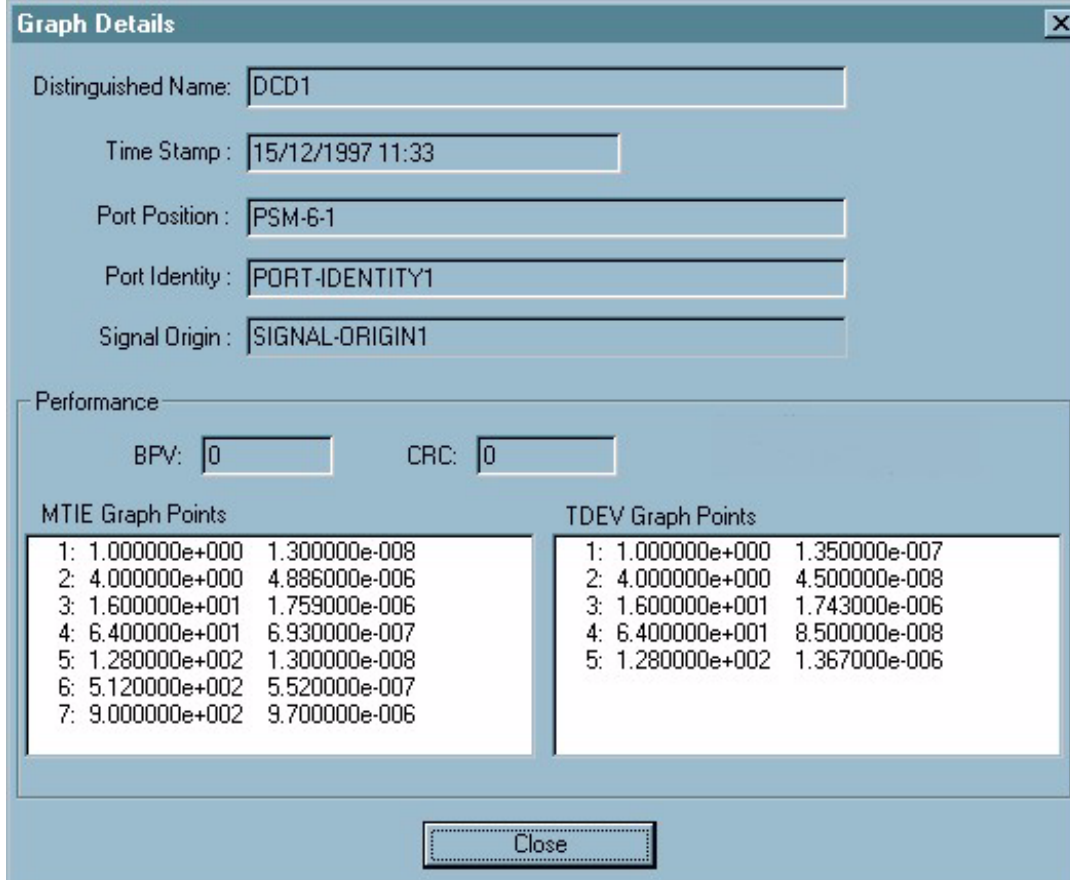 Graph Details
Distinguished Name: DCD1
Time Stamp : 15/12/1997 11:33
Port Position : PSM-6-1
Port Identity : PORT-IDENTITY1
Signal Origin : SIGNAL-ORIGIN1
Performance
BPV: 0 CRC: 0
MTIE Graph Points
1: 1.000000e+000 1.300000e-008
2: 4.000000e+000 4.886000e-006
3: 1.600000e+001 1.759000e-006
4: 6.400000e+001 6.930000e-007
5: 1.280000e+002 1.300000e-008
6: 5.120000e+002 5.520000e-007
7: 9.000000e+002 9.700000e-006
TDEV Graph Points
1: 1.000000e+000 1.350000e-007
2: 4.000000e+000 4.500000e-008
3: 1.600000e+001 1.743000e-006
4: 6.400000e+001 8.500000e-008
5: 1.280000e+002 1.367000e-006
Close